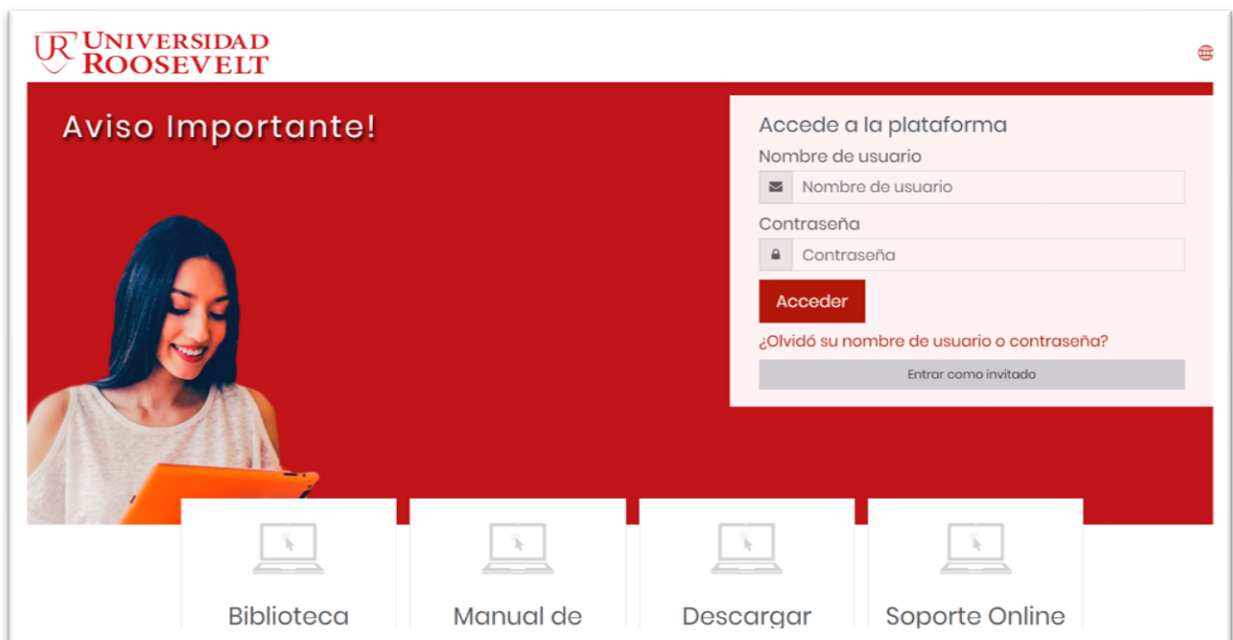 UR UNIVERSIDAD
ROOSEVELT
Aviso Importante!
Accede a la plataforma
Nombre de usuario
Nombre de usuario
Contraseña
Contraseña
Acceder
¿Olvidó su nombre de usuario o contraseña?
Entrar como invitado
Biblioteca
Manual de
Descargar
Soporte Online